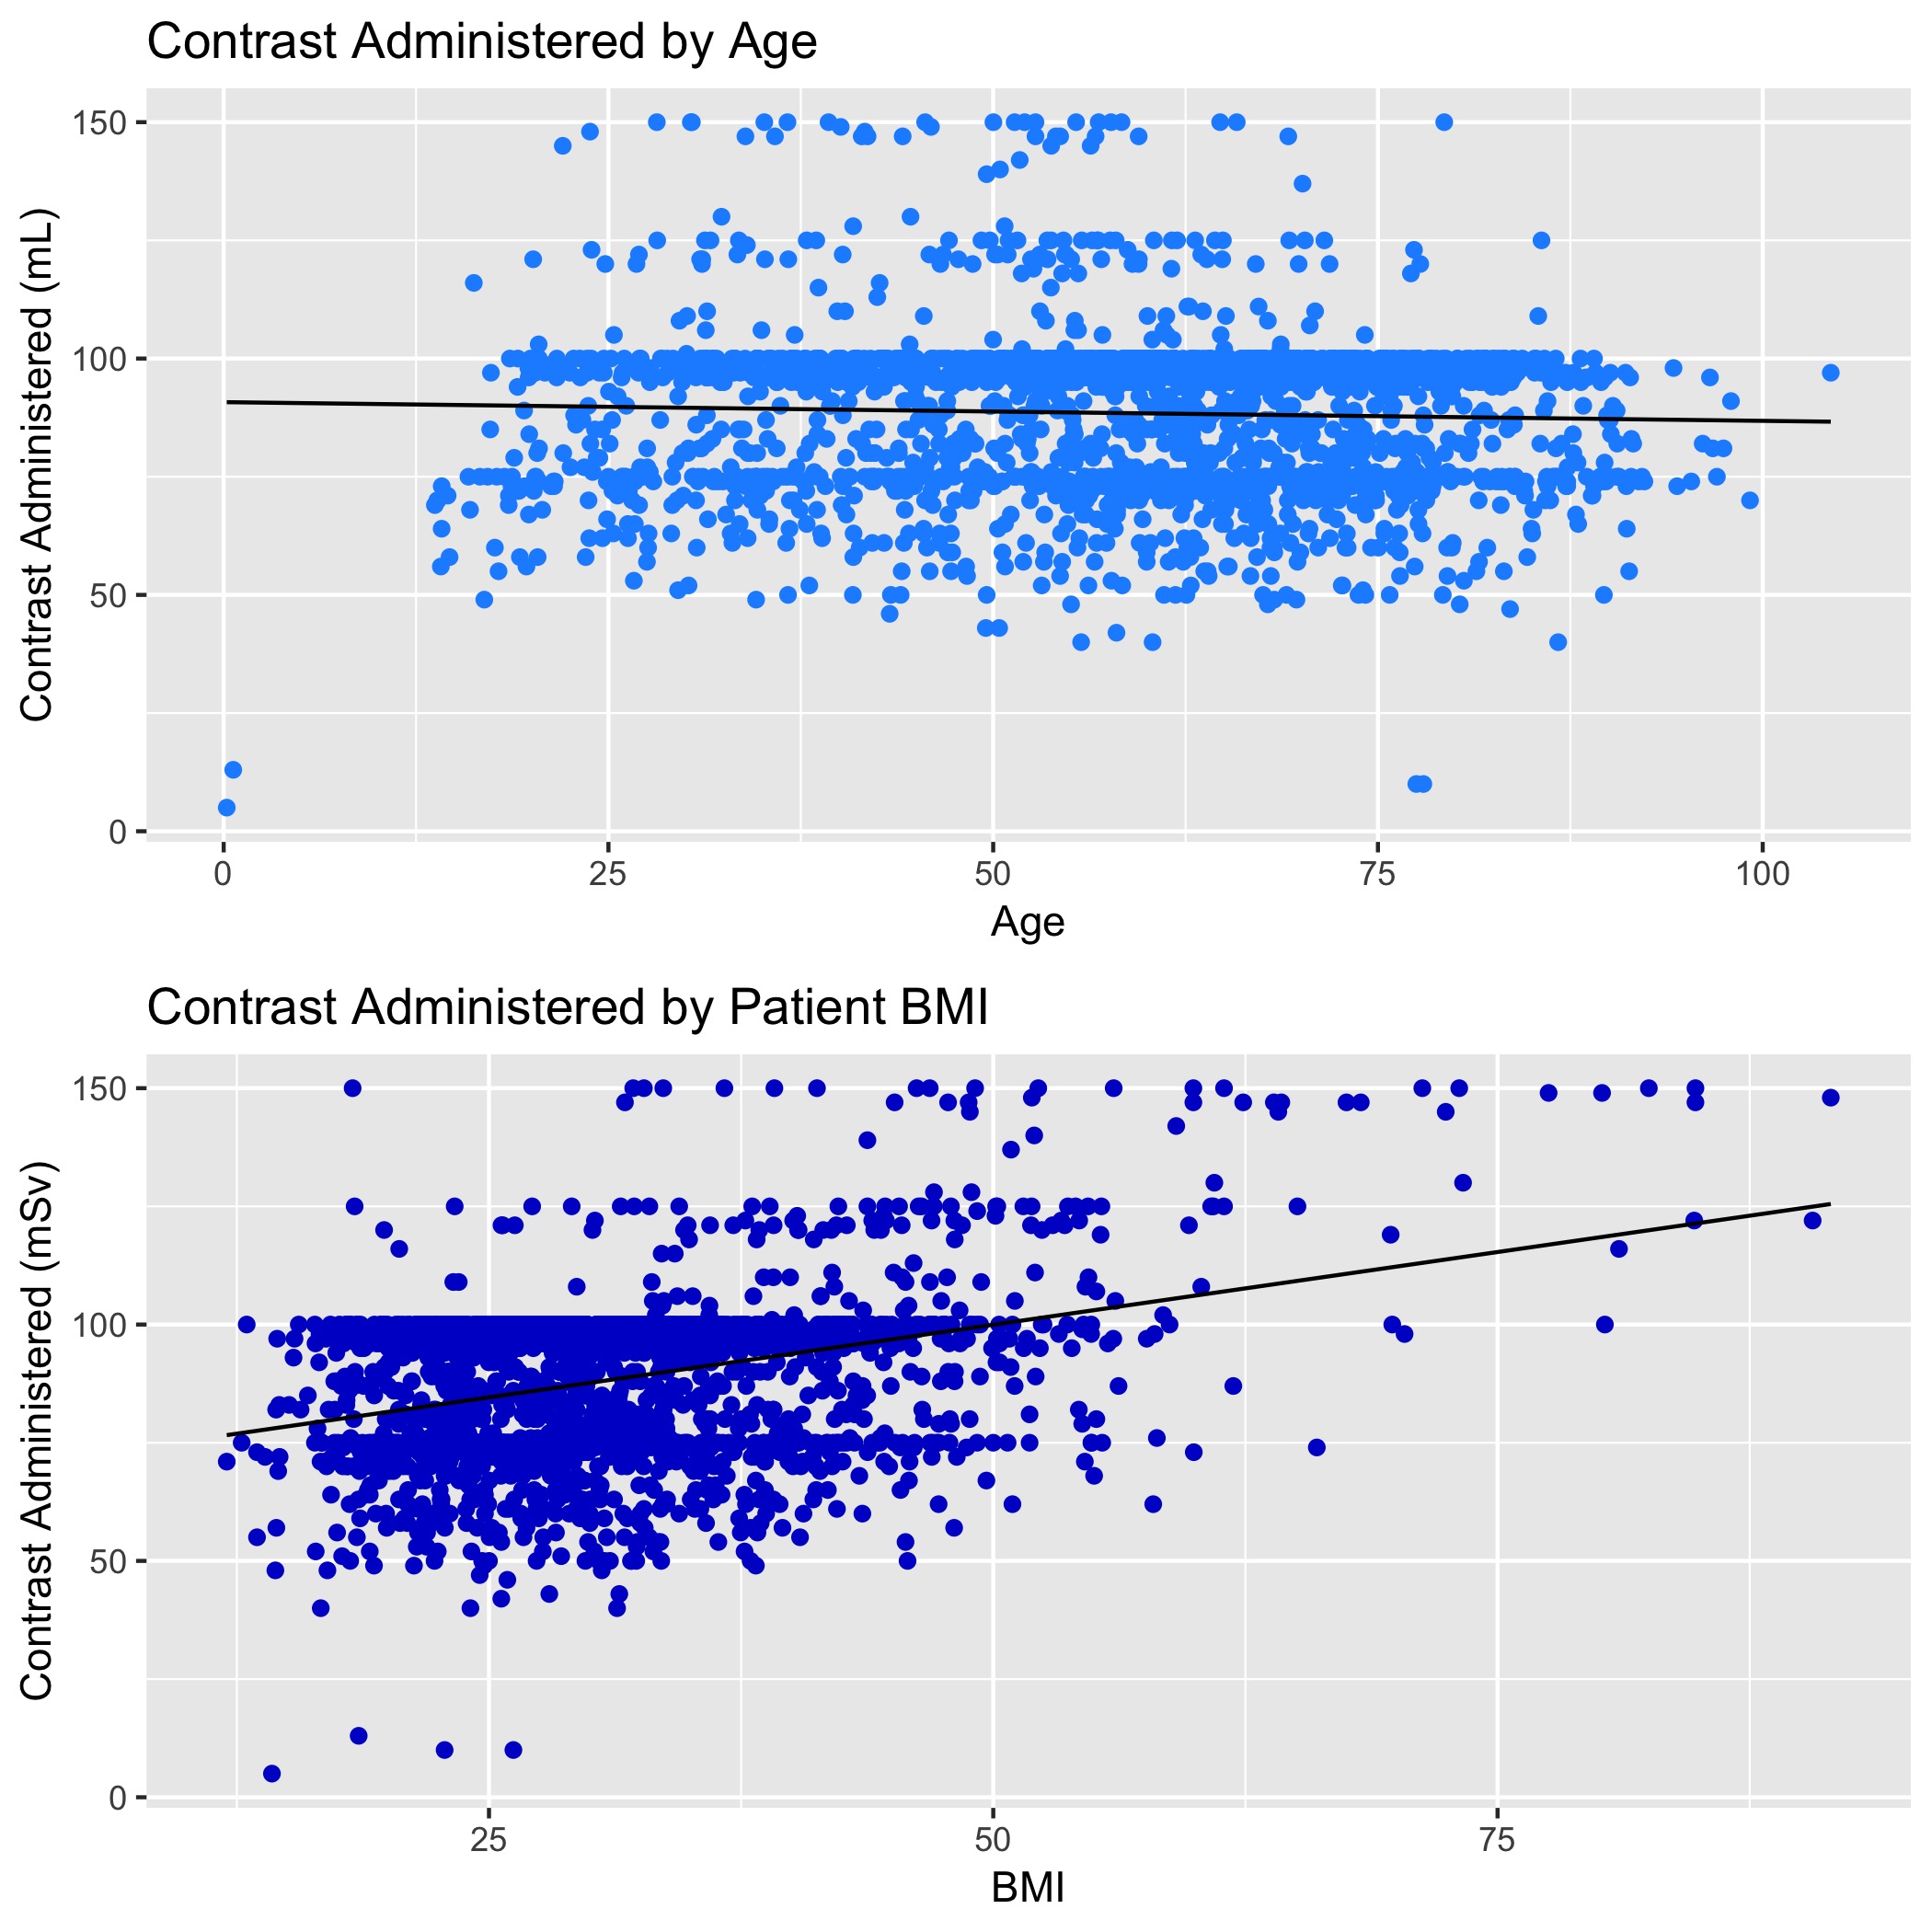 Contrast Administered by Age
Contrast Administered (mL)
150
100
50
0
0 25 50 75 100
Age
Contrast Administered by Patient BMI
Contrast Administered (mSv)
150
100
50
0
25 50 75
BMI